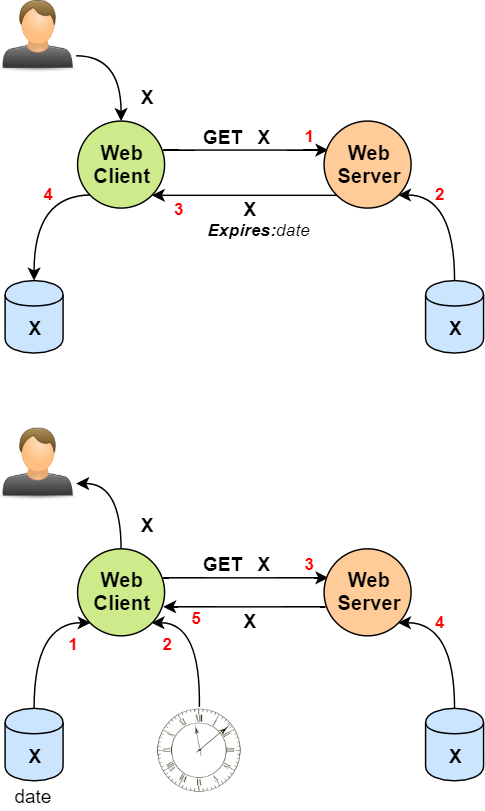 X
GET X 1
Web
Client
Web
Server
4
3
X
2
Expires:date
X
X
X
GET X 3
Web
Client
Web
Server
5
X
1
2
4
X
X
date